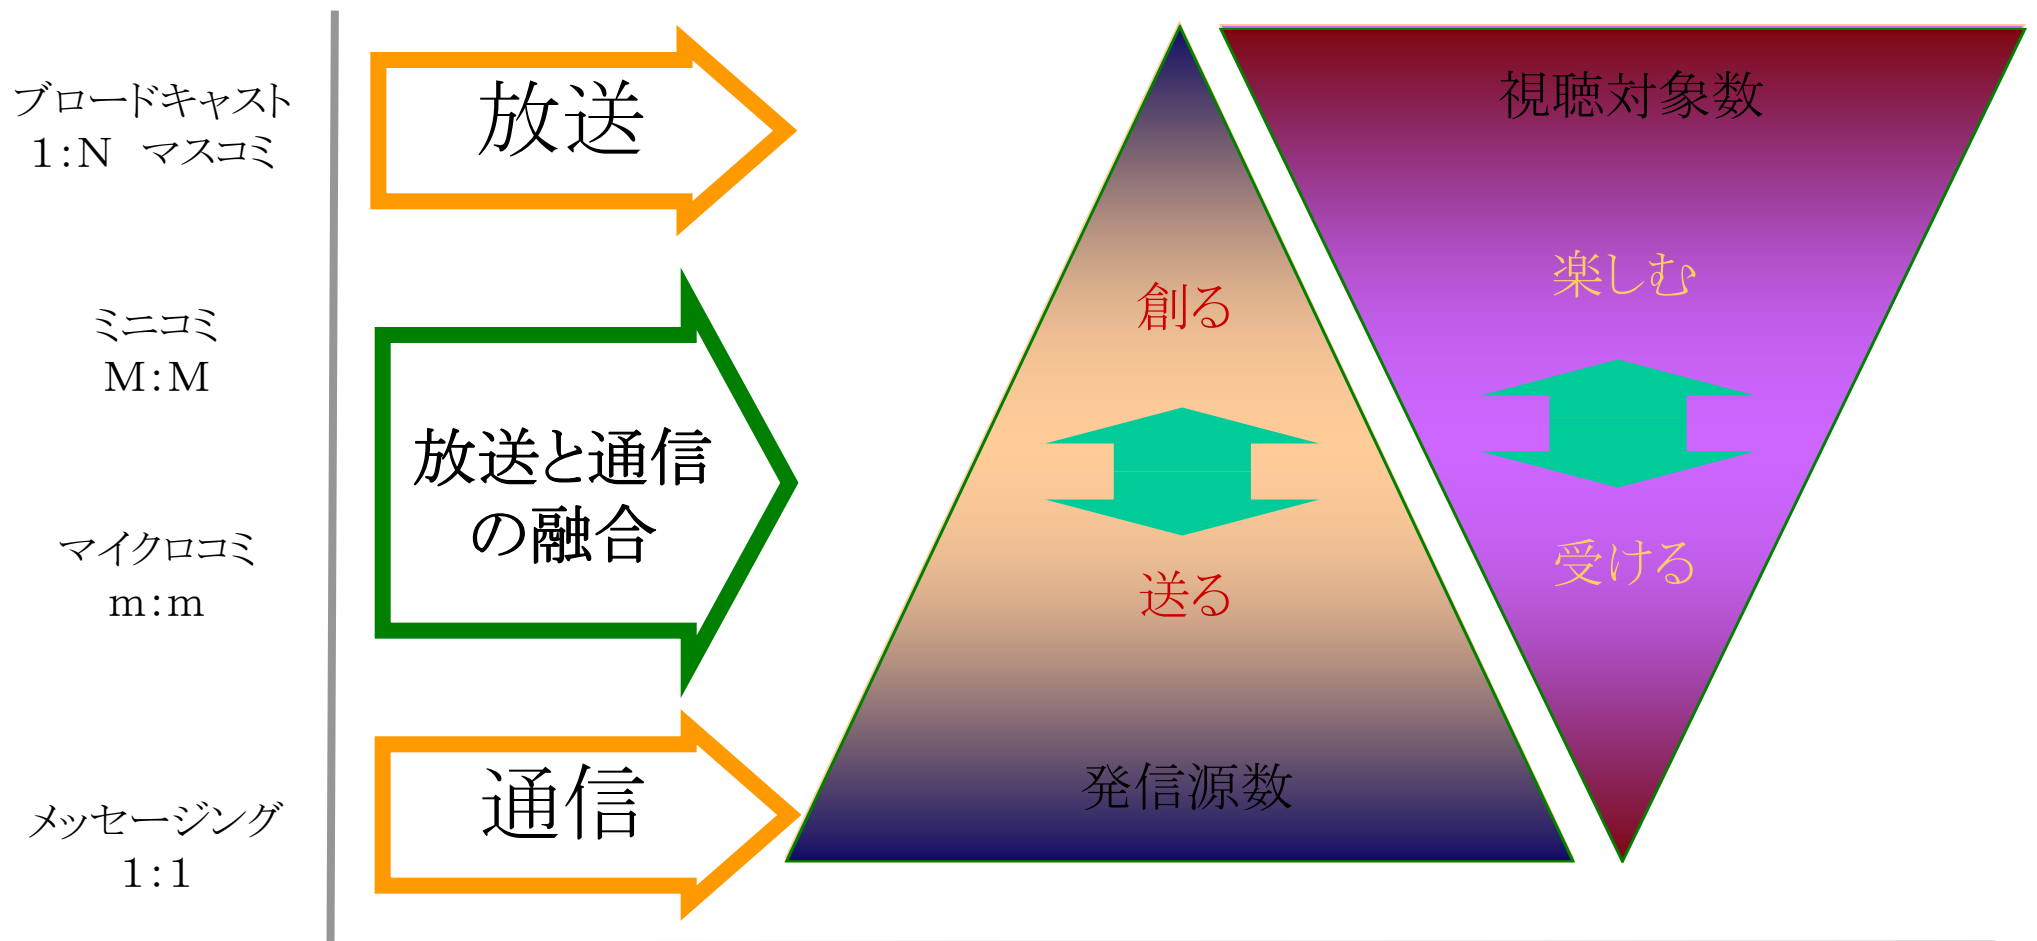 ブロードキャスト
1:N　マスコミ
ミニコミ
M:M
マイクロコミ
m:m
メッセージング
1:1
放送
放送と通信
の融合
通信
創る
送る
発信源数
視聴対象数
楽しむ
受ける